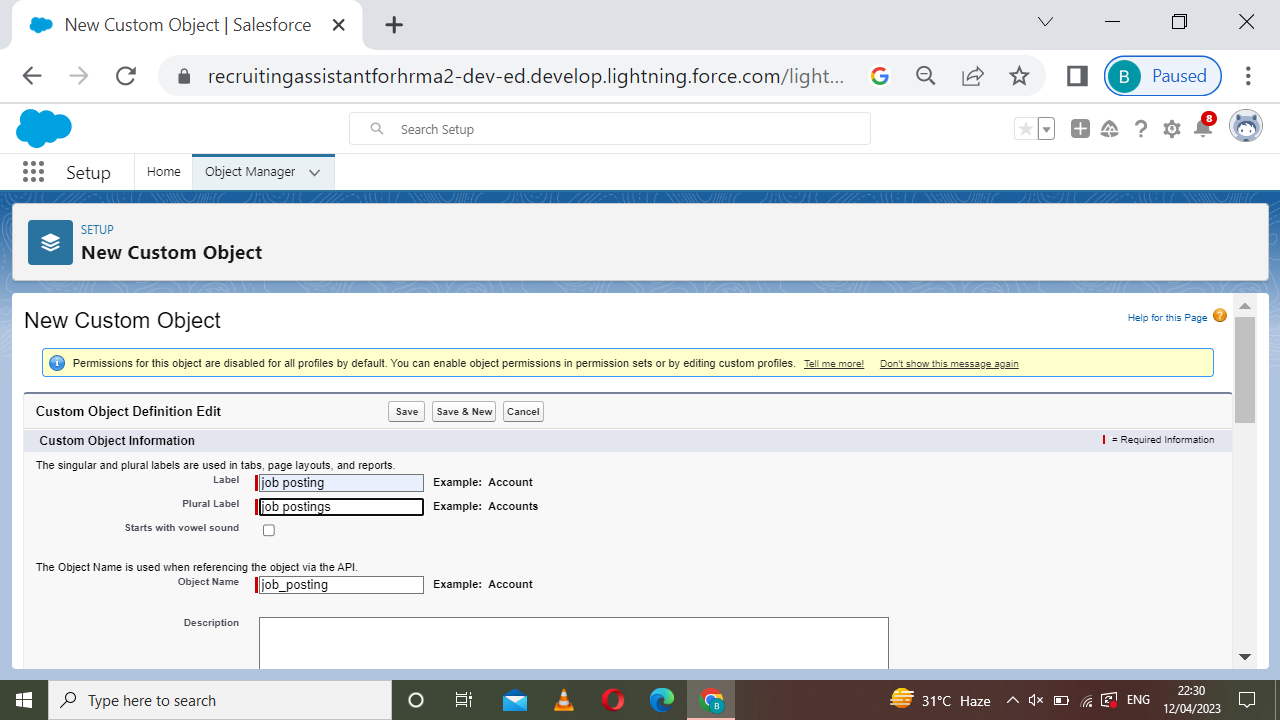 New Custom Object | Salesforce
recruitingassistantforhrma2-dev-ed.develop.lightning.force.com/light...
G
B Paused
Search Setup
8
Setup Home Object Manager
SETUP
New Custom Object
New Custom Object
Help for this Page ?
i Permissions for this object are disabled for all profiles by default. You can enable object permissions in permission sets or by editing custom profiles. Tell me more! Don't show this message again
Custom Object Definition Edit Save Save & New Cancel
Custom Object Information = Required Information
The singular and plural labels are used in tabs, page layouts, and reports.
Label job posting Example: Account
Plural Label job postings Example: Accounts
Starts with vowel sound
The Object Name is used when referencing the object via the API.
Object Name job_posting Example: Account
Description
Type here to search B 31°C Haze ENG 22:30
12/04/2023